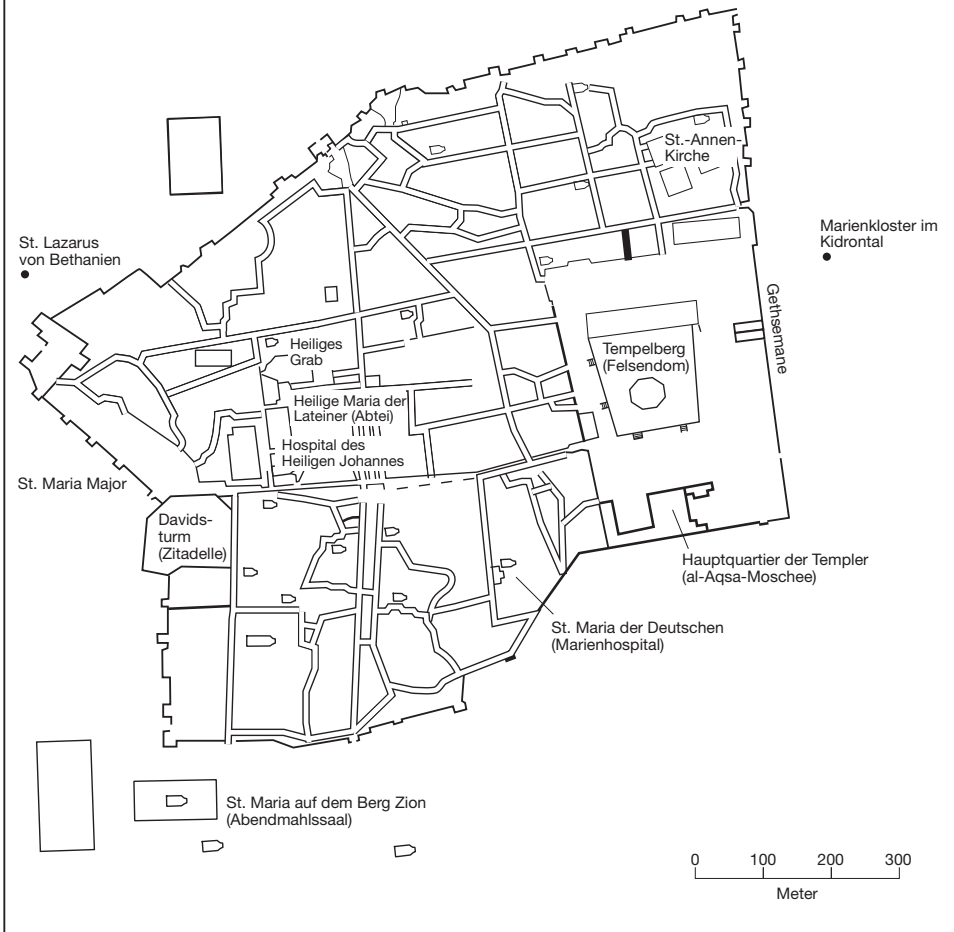 St.-Annen-
Kirche
Marienkloster im
Kidrontal
St. Lazarus
von Bethanien
Gethsemane
Heiliges
Grab
Tempelberg
(Felsendom)
Heilige Maria der
Lateiner (Abtei)
Hospital des
Heiligen Johannes
St. Maria Major
Davids-
turm
(Zitadelle)
Hauptquartier der Templer
(al-Aqsa-Moschee)
St. Maria der Deutschen
(Marienhospital)
St. Maria auf dem Berg Zion
(Abendmahlssaal)
0 100 200 300
Meter